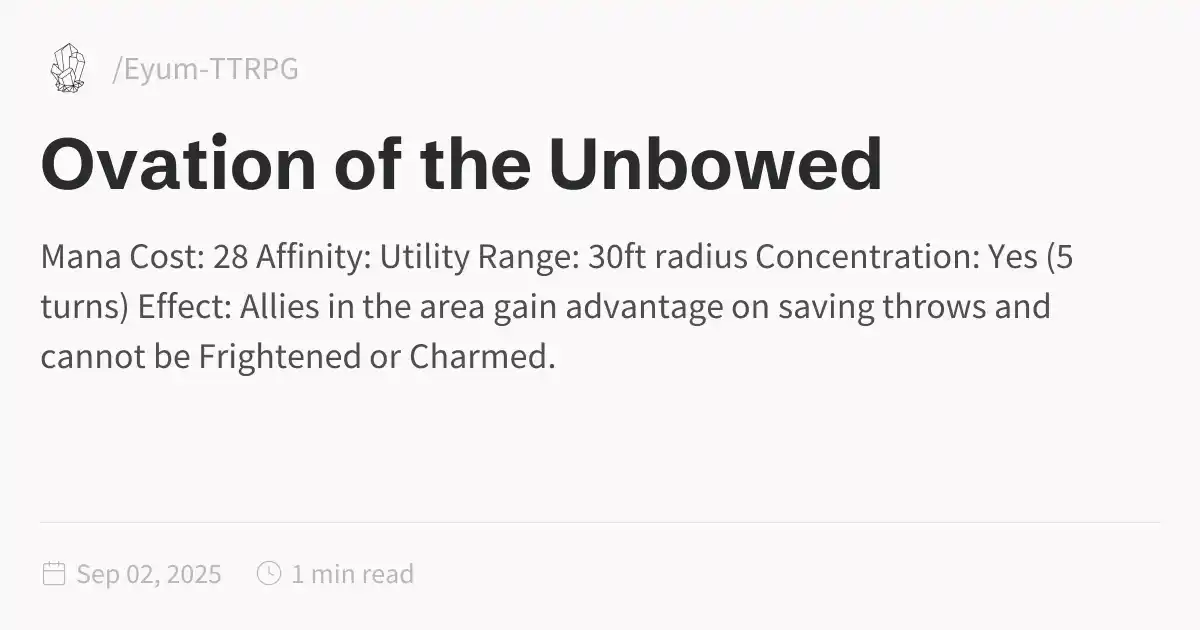 /Eyum-TTRPG
Ovation of the Unbowed
Mana Cost: 28 Affinity: Utility Range: 30ft radius Concentration: Yes (5
turns) Effect: Allies in the area gain advantage on saving throws and
cannot be Frightened or Charmed.
Sep 02, 2025 1 min read